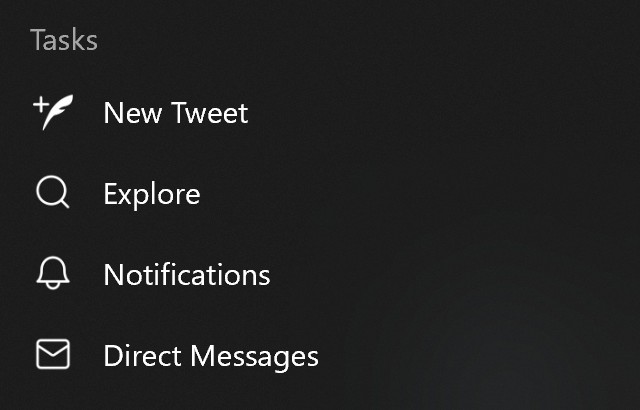 Tasks
New Tweet
Explore
Notifications
Direct Messages